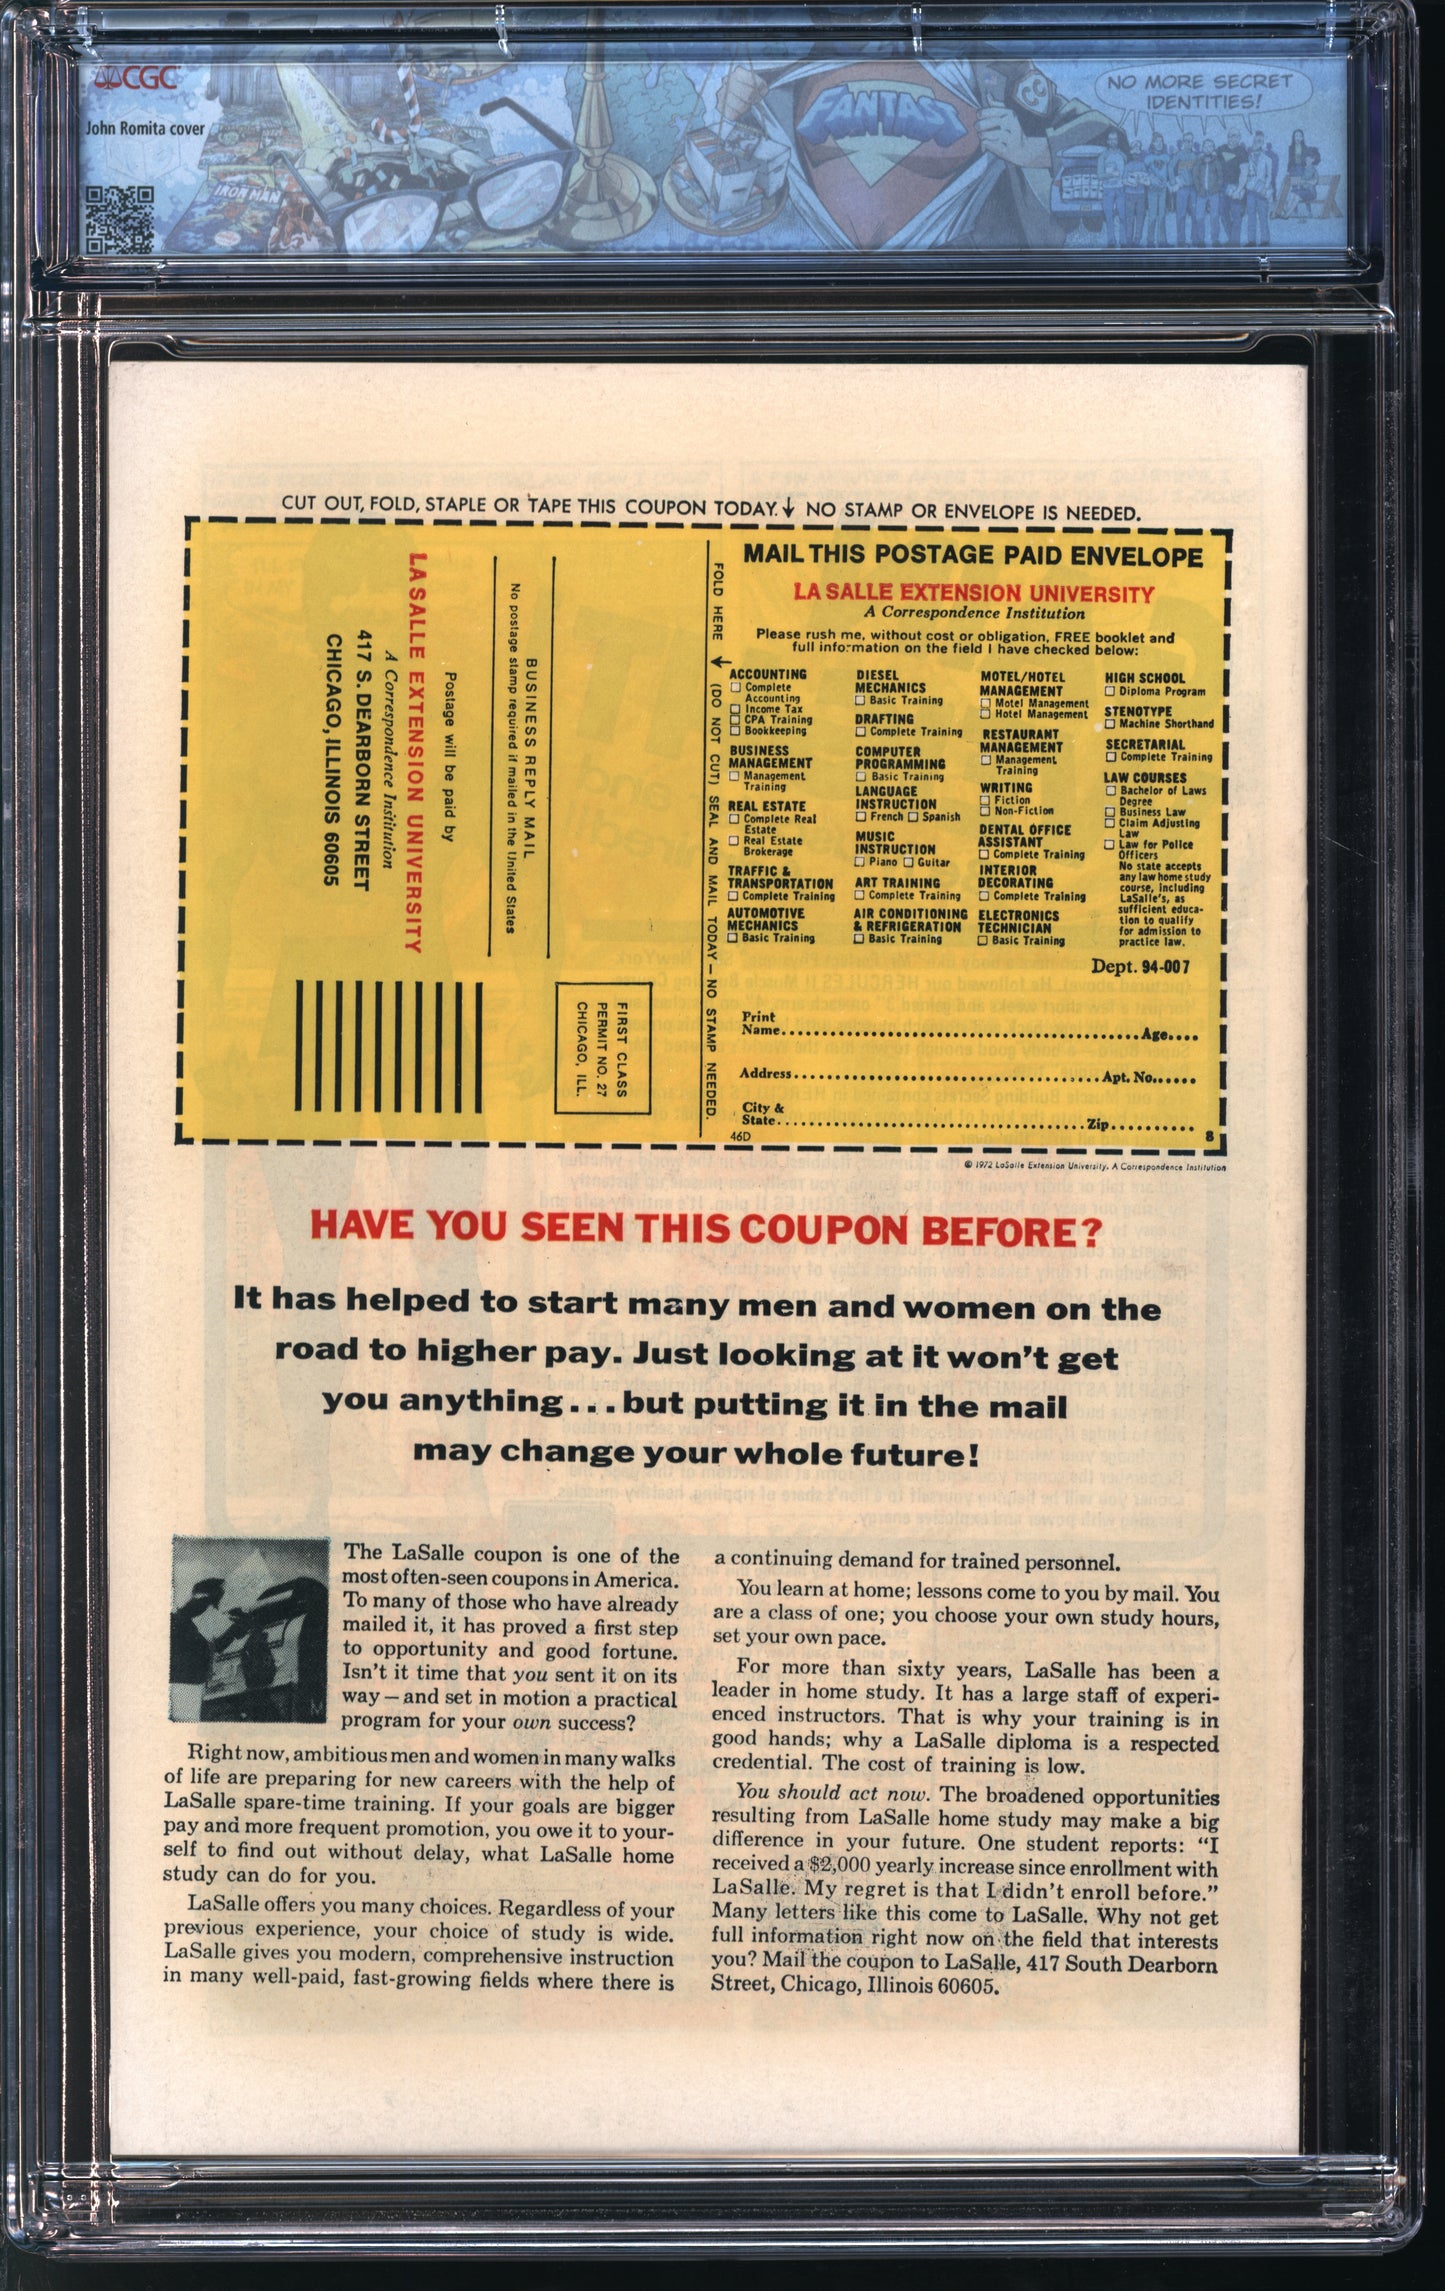 CGC
John Romita cover
IRON MAN
FANTAST
NO MORE SECRET
IDENTITIES!
CUT OUT, FOLD, STAPLE OR TAPE THIS COUPON TODAY. ↓ NO STAMP OR ENVELOPE IS NEEDED.
Postage will be paid by
LA SALLE EXTENSION UNIVERSITY
A Correspondence Institution
417 S. DEARBORN STREET
CHICAGO, ILLINOIS 60605
BUSINESS REPLY MAIL
No postage stamp required if mailed in the United States
FIRST CLASS
PERMIT NO. 27
CHICAGO, ILL.
FOLD HERE → (DO NOT CUT) SEAL AND MAIL TODAY — NO STAMP NEEDED.
MAIL THIS POSTAGE PAID ENVELOPE
LA SALLE EXTENSION UNIVERSITY
A Correspondence Institution
Please rush me, without cost or obligation, FREE booklet and
full information on the field I have checked below:
ACCOUNTING
☐ Complete
Accounting
☐ Income Tax
☐ CPA Training
☐ Bookkeeping
BUSINESS
MANAGEMENT
☐ Management
Training
REAL ESTATE
☐ Complete Real
Estate
☐ Real Estate
Brokerage
TRAFFIC &
TRANSPORTATION
☐ Complete Training
AUTOMOTIVE
MECHANICS
☐ Basic Training
DIESEL
MECHANICS
☐ Basic Training
DRAFTING
☐ Complete Training
COMPUTER
PROGRAMMING
☐ Basic Training
LANGUAGE
INSTRUCTION
☐ French ☐ Spanish
MUSIC
INSTRUCTION
☐ Piano ☐ Guitar
ART TRAINING
☐ Complete Training
AIR CONDITIONING
& REFRIGERATION
☐ Basic Training
MOTEL/HOTEL
MANAGEMENT
☐ Motel Management
☐ Hotel Management
RESTAURANT
MANAGEMENT
☐ Management
Training
WRITING
☐ Fiction
☐ Non-Fiction
DENTAL OFFICE
ASSISTANT
☐ Complete Training
INTERIOR
DECORATING
☐ Complete Training
ELECTRONICS
TECHNICIAN
☐ Basic Training
HIGH SCHOOL
☐ Diploma Program
STENOTYPE
☐ Machine Shorthand
SECRETARIAL
☐ Complete Training
LAW COURSES
☐ Bachelor of Laws
Degree
☐ Business Law
☐ Claim Adjusting
Law
☐ Law for Police
Officers
No state accepts
any law home study
course, including
LaSalle's, as
sufficient educa-
tion to qualify
for admission to
practice law.
Dept. 94-007
Print
Name.....Age....
Address.....Apt. No......
City &
State.....Zip..........
46D 8
© 1972 LaSalle Extension University. A Correspondence Institution
HAVE YOU SEEN THIS COUPON BEFORE?
It has helped to start many men and women on the
road to higher pay. Just looking at it won't get
you anything...but putting it in the mail
may change your whole future!
The LaSalle coupon is one of the
most often-seen coupons in America.
To many of those who have already
mailed it, it has proved a first step
to opportunity and good fortune.
Isn't it time that you sent it on its
way—and set in motion a practical
program for your own success?
Right now, ambitious men and women in many walks
of life are preparing for new careers with the help of
LaSalle spare-time training. If your goals are bigger
pay and more frequent promotion, you owe it to your-
self to find out without delay, what LaSalle home
study can do for you.
LaSalle offers you many choices. Regardless of your
previous experience, your choice of study is wide.
LaSalle gives you modern, comprehensive instruction
in many well-paid, fast-growing fields where there is
a continuing demand for trained personnel.
You learn at home; lessons come to you by mail. You
are a class of one; you choose your own study hours,
set your own pace.
For more than sixty years, LaSalle has been a
leader in home study. It has a large staff of experi-
enced instructors. That is why your training is in
good hands; why a LaSalle diploma is a respected
credential. The cost of training is low.
You should act now. The broadened opportunities
resulting from LaSalle home study may make a big
difference in your future. One student reports: “I
received a $2,000 yearly increase since enrollment with
LaSalle. My regret is that I didn't enroll before.”
Many letters like this come to LaSalle. Why not get
full information right now on the field that interests
you? Mail the coupon to LaSalle, 417 South Dearborn
Street, Chicago, Illinois 60605.